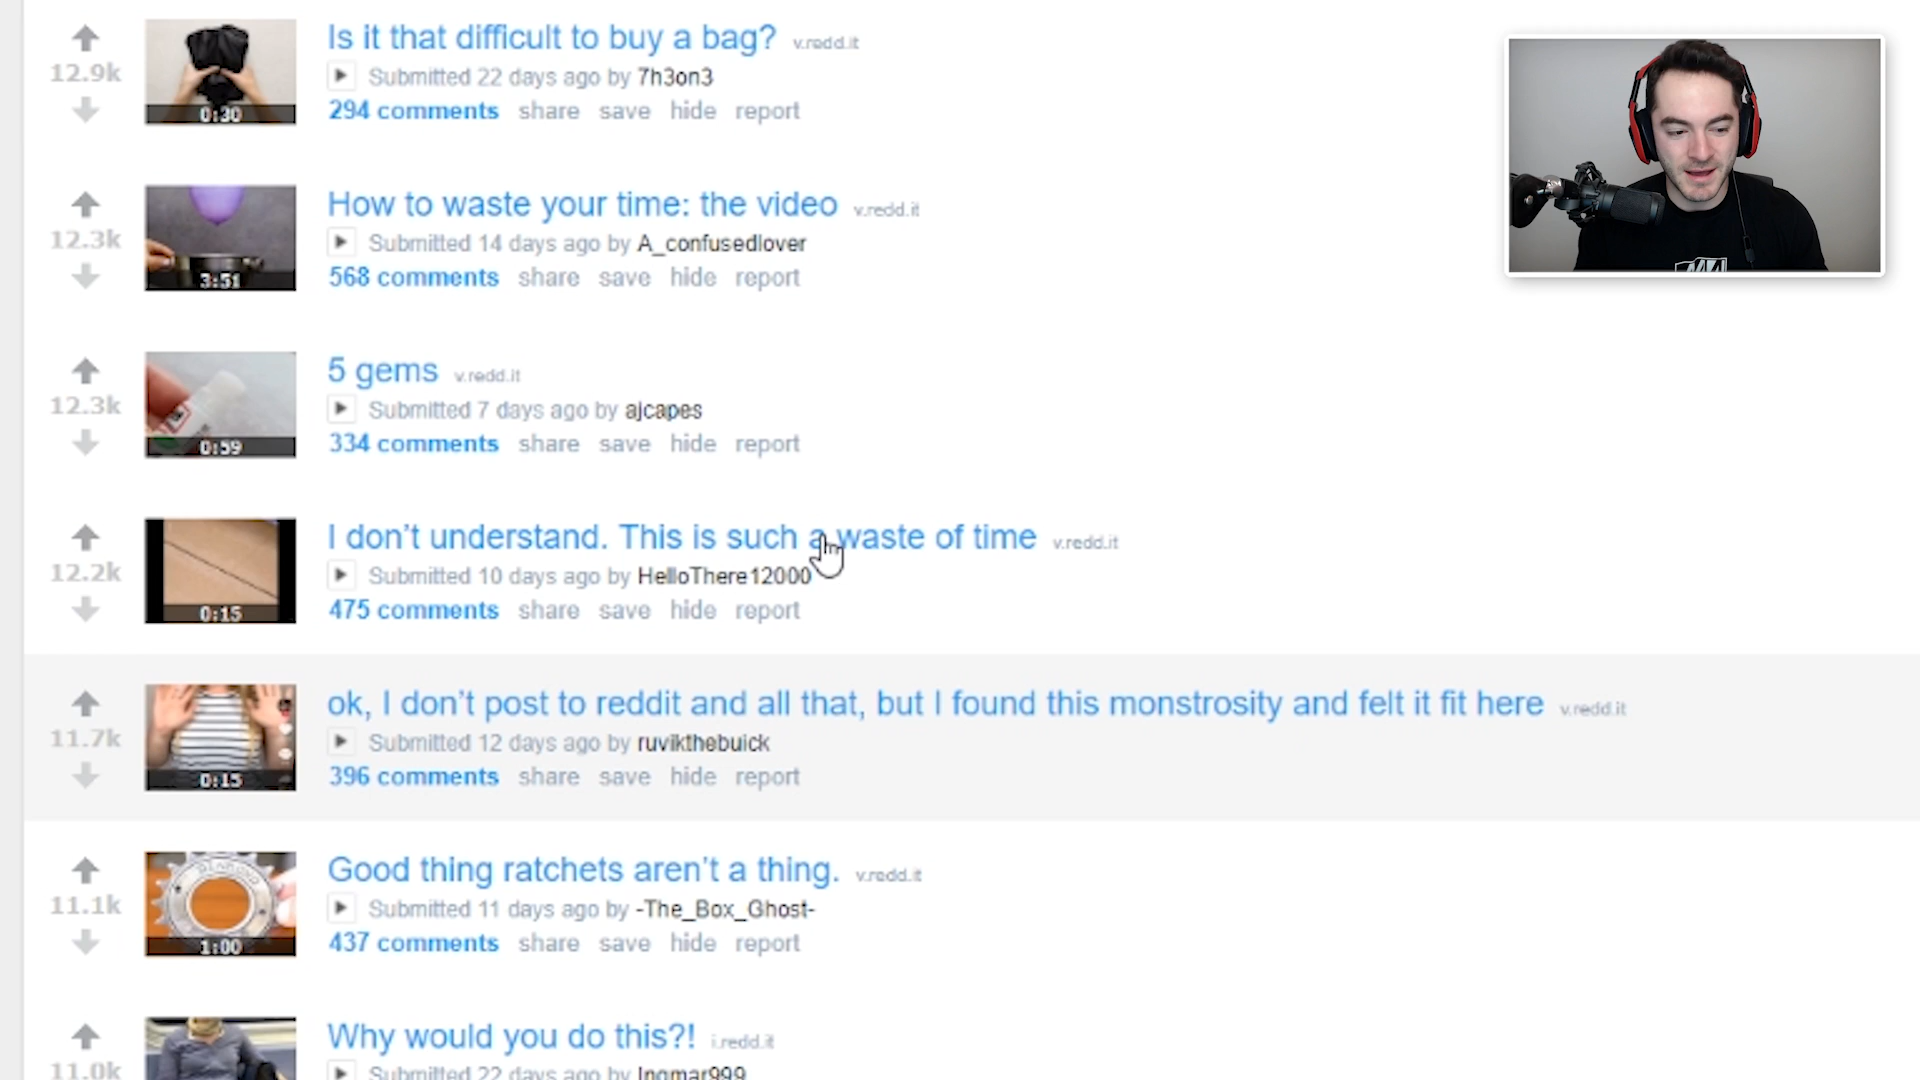 12.9k
0:30
Is it that difficult to buy a bag? v.redd.it
Submitted 22 days ago by 7h3on3
294 comments share save hide report
12.3k
3:51
How to waste your time: the video v.redd.it
Submitted 14 days ago by A_confusedlover
568 comments share save hide report
12.3k
0:59
5 gems v.redd.it
Submitted 7 days ago by ajcapes
334 comments share save hide report
12.2k
0:15
I don't understand. This is such a waste of time v.redd.it
Submitted 10 days ago by HelloThere12000
475 comments share save hide report
11.7k
0:15
ok, I don't post to reddit and all that, but I found this monstrosity and felt it fit here v.redd.it
Submitted 12 days ago by ruvikthebuick
396 comments share save hide report
11.1k
1:00
Good thing ratchets aren't a thing. v.redd.it
Submitted 11 days ago by -The_Box_Ghost-
437 comments share save hide report
11.0k
Why would you do this?! i.redd.it
Submitted 22 days ago by Ingmar999